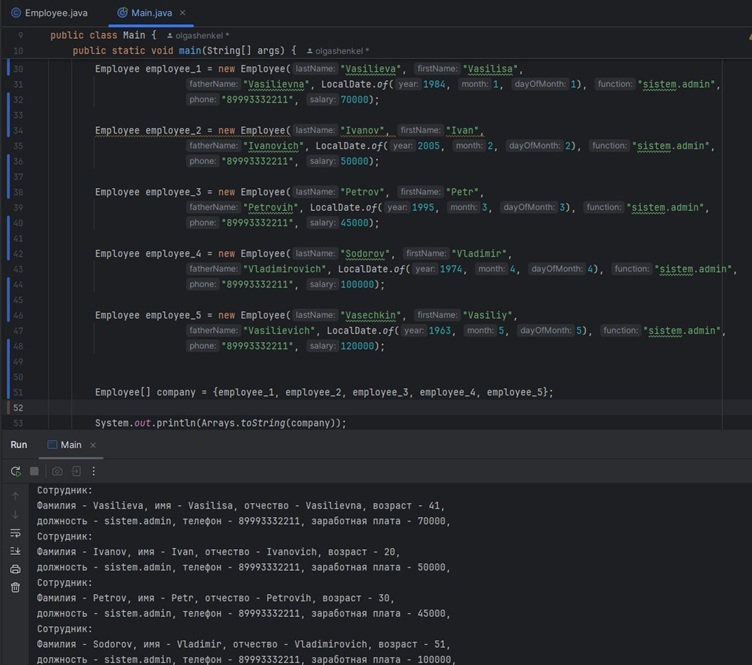 Employee.java Main.java
9 public class Main { olgashenkel *
10 public static void main(String[] args) { olgashenkel *
30 Employee employee_1 = new Employee( lastName: "Vasilieva", firstName: "Vasilisa",
31 fatherName: "Vasilievna", LocalDate.of( year: 1984, month: 1, dayOfMonth: 1), function: "sistem.admin",
32 phone: "89993332211", salary: 70000);
33
34 Employee employee_2 = new Employee( lastName: "Ivanov", firstName: "Ivan",
35 fatherName: "Ivanovich", LocalDate.of( year: 2005, month: 2, dayOfMonth: 2), function: "sistem.admin",
36 phone: "89993332211", salary: 50000);
37
38 Employee employee_3 = new Employee( lastName: "Petrov", firstName: "Petr",
39 fatherName: "Petrovih", LocalDate.of( year: 1995, month: 3, dayOfMonth: 3), function: "sistem.admin",
40 phone: "89993332211", salary: 45000);
41
42 Employee employee_4 = new Employee( lastName: "Sodorov", firstName: "Vladimir",
43 fatherName: "Vladimirovich", LocalDate.of( year: 1974, month: 4, dayOfMonth: 4), function: "sistem.admin",
44 phone: "89993332211", salary: 100000);
45
46 Employee employee_5 = new Employee( lastName: "Vasechkin", firstName: "Vasiliy",
47 fatherName: "Vasilievich", LocalDate.of( year: 1963, month: 5, dayOfMonth: 5), function: "sistem.admin",
48 phone: "89993332211", salary: 120000);
49
50
51 Employee[] company = {employee_1, employee_2, employee_3, employee_4, employee_5};
52
53 System.out.println(Arrays.toString(company));
Run Main
Сотрудник:
Фамилия - Vasilieva, имя - Vasilisa, отчество - Vasilievna, возраст - 41,
должность - sistem.admin, телефон - 89993332211, заработная плата - 70000,
Сотрудник:
Фамилия - Ivanov, имя - Ivan, отчество - Ivanovich, возраст - 20,
должность - sistem.admin, телефон - 89993332211, заработная плата - 50000,
Сотрудник:
Фамилия - Petrov, имя - Petr, отчество - Petrovih, возраст - 30,
должность - sistem.admin, телефон - 89993332211, заработная плата - 45000,
Сотрудник:
Фамилия - Sodorov, имя - Vladimir, отчество - Vladimirovich, возраст - 51,
должность - sistem.admin, телефон - 89993332211, заработная плата - 100000,